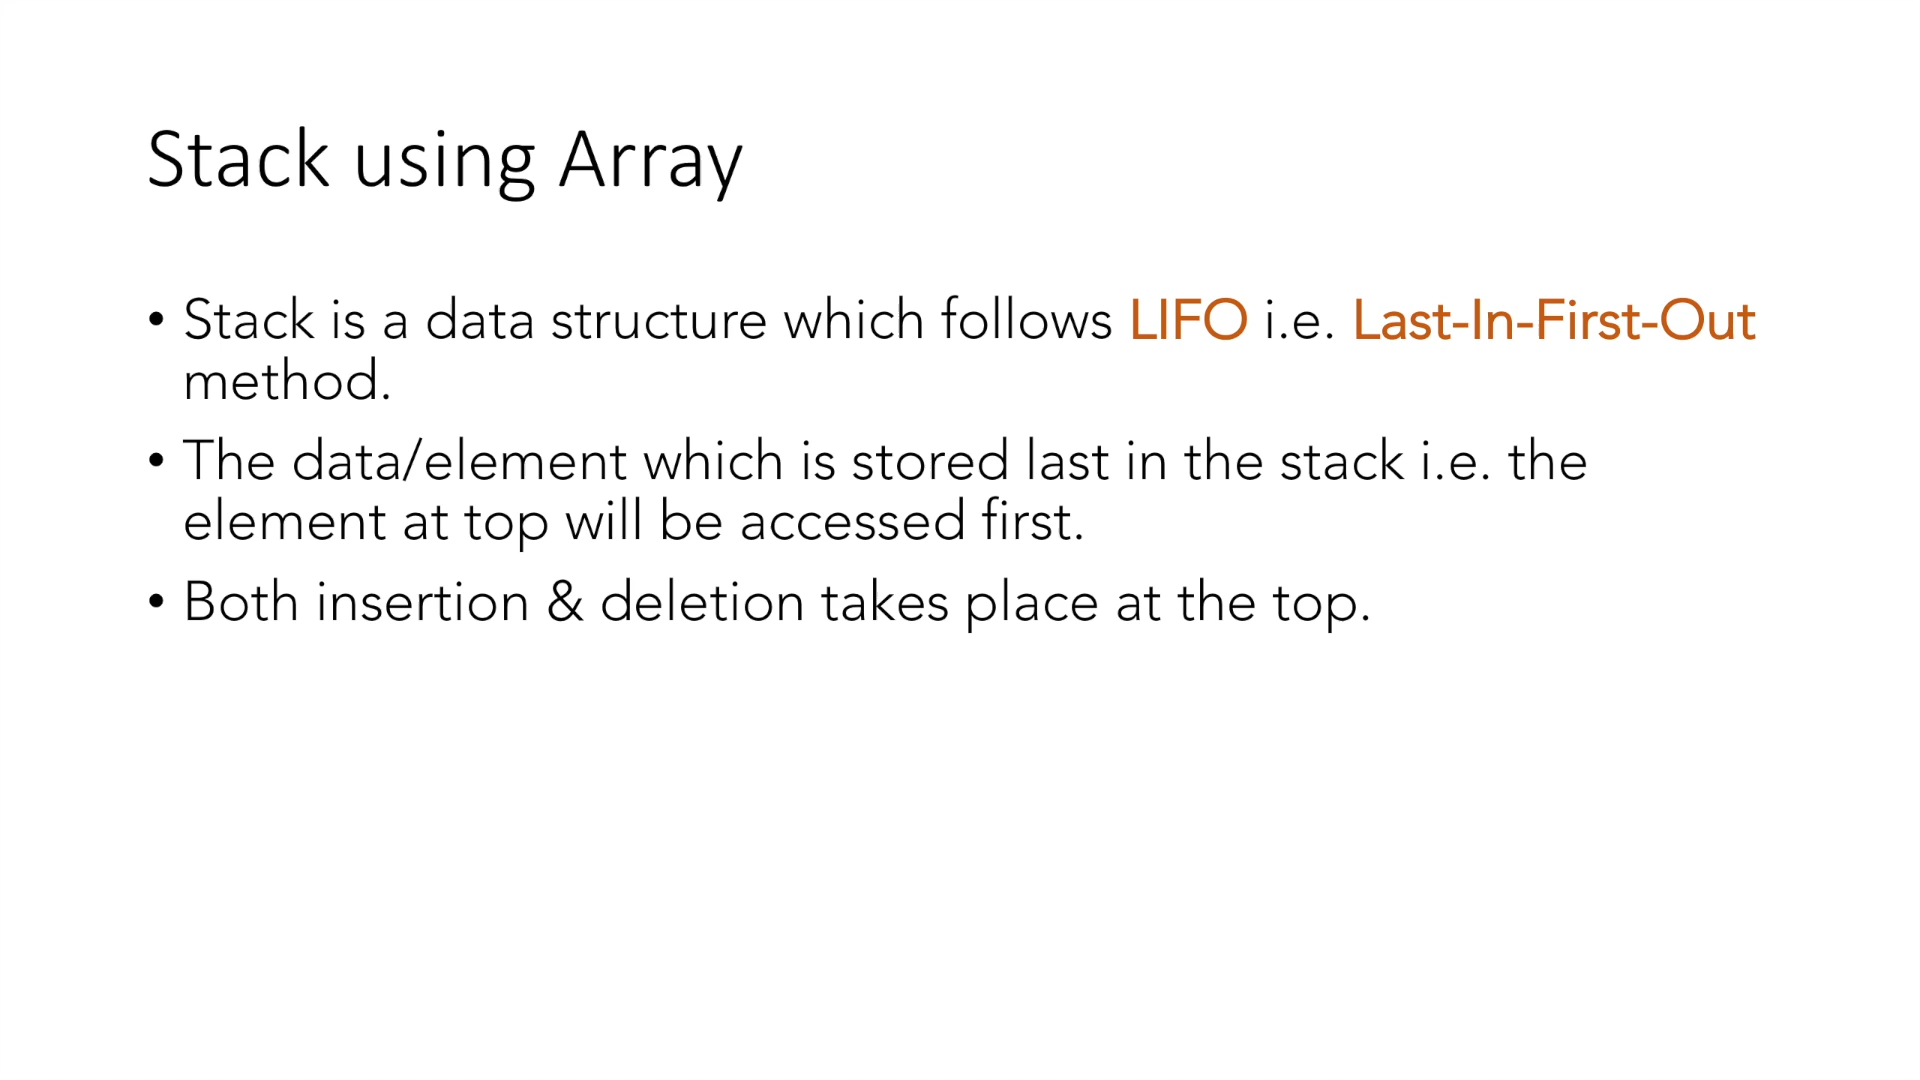 Stack using Array
• Stack is a data structure which follows LIFO i.e. Last-In-First-Out
method.
• The data/element which is stored last in the stack i.e. the
element at top will be accessed first.
• Both insertion & deletion takes place at the top.